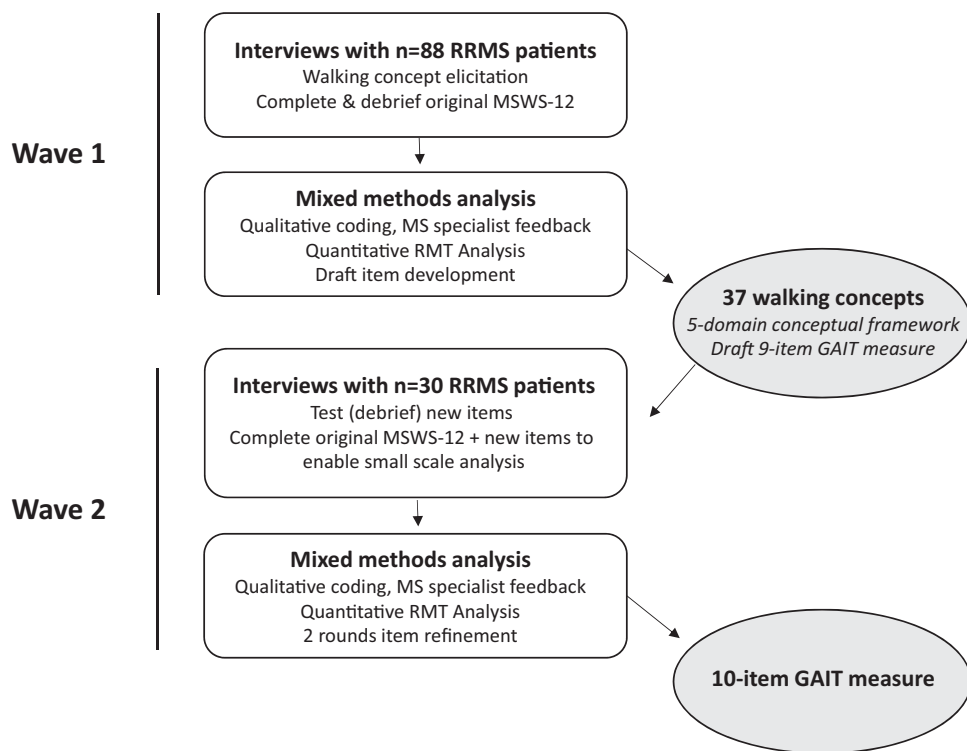 Wave 1
Interviews with n=88 RRMS patients
Walking concept elicitation
Complete & debrief original MSWS-12
Mixed methods analysis
Qualitative coding, MS specialist feedback
Quantitative RMT Analysis
Draft item development
37 walking concepts
5-domain conceptual framework
Draft 9-item GAIT measure
Wave 2
Interviews with n=30 RRMS patients
Test (debrief) new items
Complete original MSWS-12 + new items to
enable small scale analysis
Mixed methods analysis
Qualitative coding, MS specialist feedback
Quantitative RMT Analysis
2 rounds item refinement
10-item GAIT measure